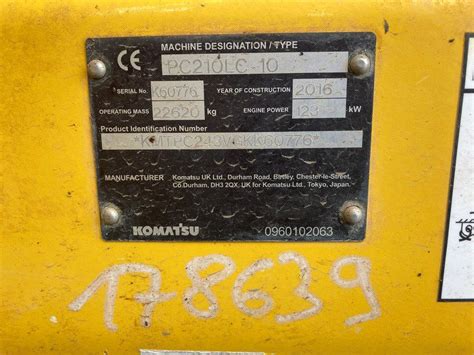 CE
MACHINE DESIGNATION / TYPE
PC210LC-10
SERIAL No. K60776 YEAR OF CONSTRUCTION 2016
OPERATING MASS 22620 kg ENGINE POWER 123 kW
Product Identification Number
MANUFACTURER Komatsu UK Ltd., Durham Road, Birtley, Chester-le-Street,
Co.Durham, DH3 2QX, UK for Komatsu Ltd., Tokyo, Japan.
KOMATSU 0960102063
178639